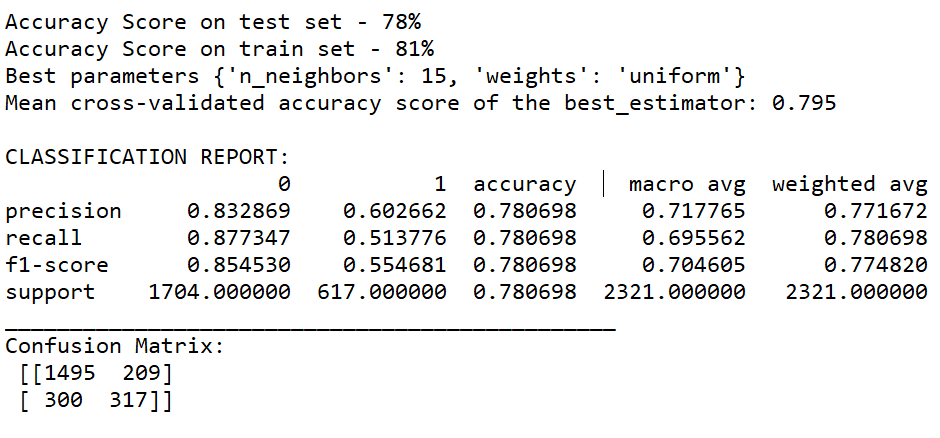 Accuracy Score on test set - 78%
Accuracy Score on train set - 81%
Best parameters {'n_neighbors': 15, 'weights': 'uniform'}
Mean cross-validated accuracy score of the best_estimator: 0.795
CLASSIFICATION REPORT:
0 1 accuracy | macro avg weighted avg
precision 0.832869 0.602662 0.780698 0.717765 0.771672
recall 0.877347 0.513776 0.780698 0.695562 0.780698
f1-score 0.854530 0.554681 0.780698 0.704605 0.774820
support 1704.000000 617.000000 0.780698 2321.000000 2321.000000
_______________________________________________
Confusion Matrix:
[[1495 209]
[ 300 317]]